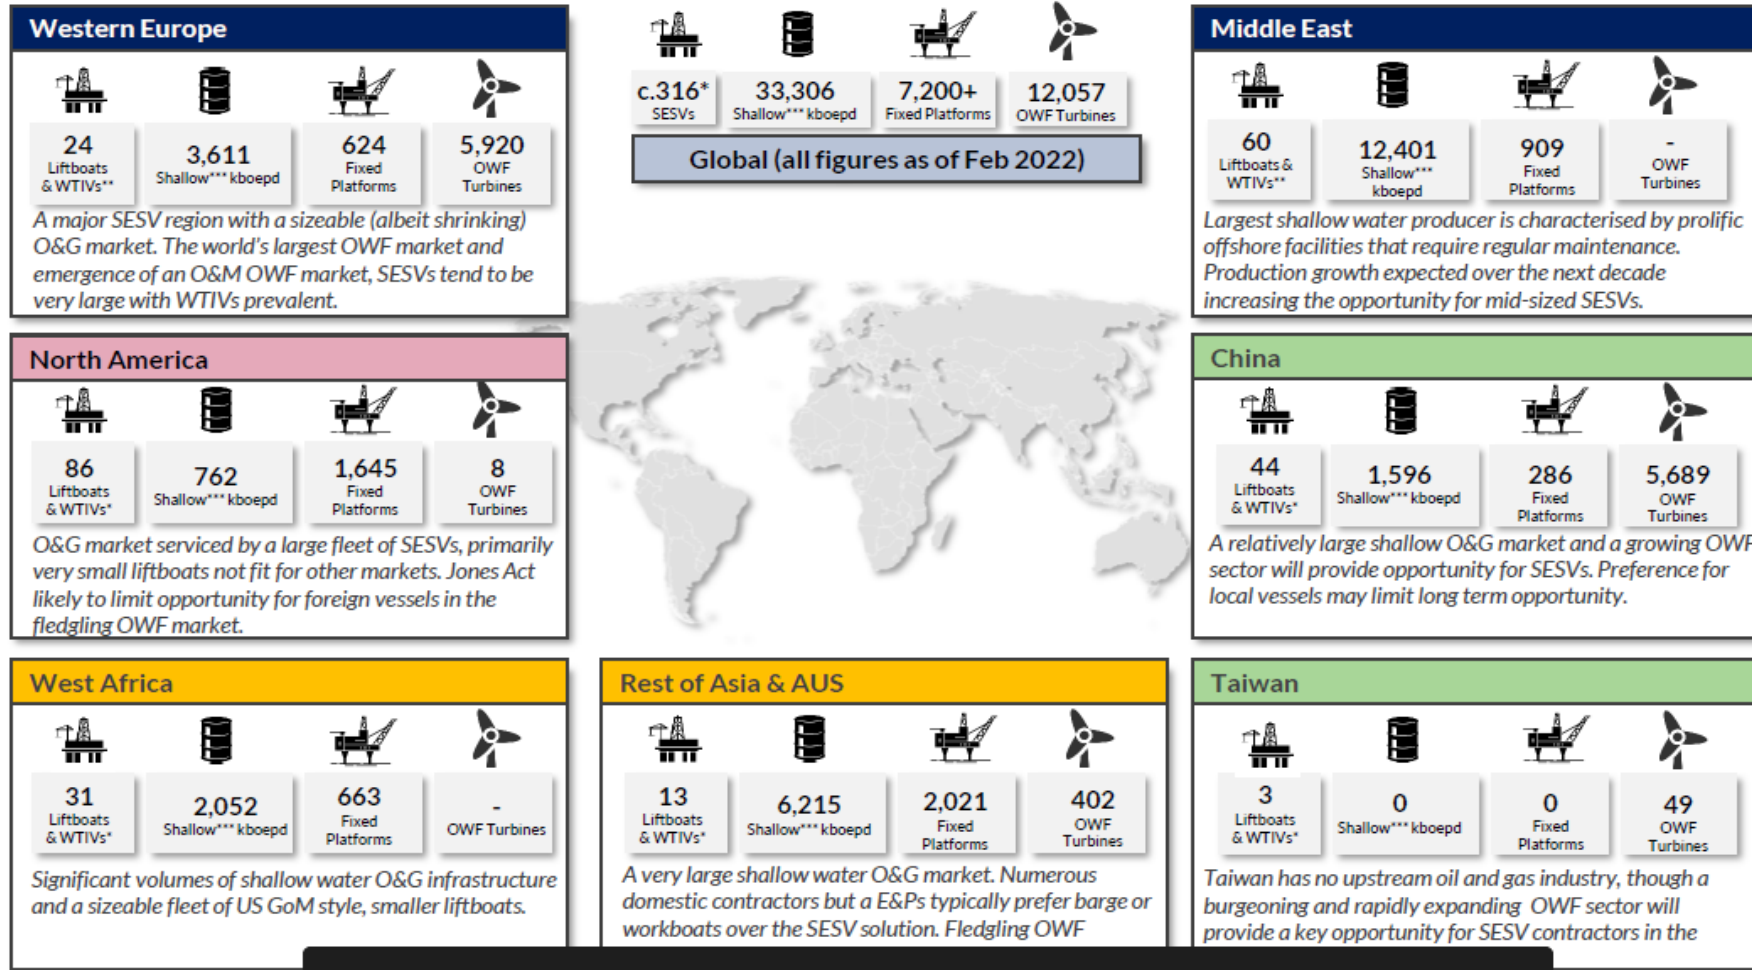 Western Europe
24
Liftboats
& WTIVs**
3,611
Shallow*** kboepd
624
Fixed
Platforms
5,920
OWF
Turbines
A major SESV region with a sizeable (albeit shrinking)
O&G market. The world's largest OWF market and
emergence of an O&M OWF market, SESVs tend to be
very large with WTIVs prevalent.
c.316*
SESVs
33,306
Shallow*** kboepd
7,200+
Fixed Platforms
12,057
OWF Turbines
Global (all figures as of Feb 2022)
Middle East
60
Liftboats &
WTIVs**
12,401
Shallow***
kboepd
909
Fixed
Platforms
-
OWF
Turbines
Largest shallow water producer is characterised by prolific
offshore facilities that require regular maintenance.
Production growth expected over the next decade
increasing the opportunity for mid-sized SESVs.
North America
86
Liftboats
& WTIVs*
762
Shallow*** kboepd
1,645
Fixed
Platforms
8
OWF
Turbines
O&G market serviced by a large fleet of SESVs, primarily
very small liftboats not fit for other markets. Jones Act
likely to limit opportunity for foreign vessels in the
fledgling OWF market.
China
44
Liftboats
& WTIVs*
1,596
Shallow*** kboepd
286
Fixed
Platforms
5,689
OWF
Turbines
A relatively large shallow O&G market and a growing OWF
sector will provide opportunity for SESVs. Preference for
local vessels may limit long term opportunity.
West Africa
31
Liftboats
& WTIVs*
2,052
Shallow*** kboepd
663
Fixed
Platforms
-
OWF Turbines
Significant volumes of shallow water O&G infrastructure
and a sizeable fleet of US GoM style, smaller liftboats.
Rest of Asia & AUS
13
Liftboats
& WTIVs*
6,215
Shallow*** kboepd
2,021
Fixed
Platforms
402
OWF
Turbines
A very large shallow water O&G market. Numerous
domestic contractors but a E&Ps typically prefer barge or
workboats over the SESV solution. Fledgling OWF
Taiwan
3
Liftboats
& WTIVs*
0
Shallow*** kboepd
0
Fixed
Platforms
49
OWF
Turbines
Taiwan has no upstream oil and gas industry, though a
burgeoning and rapidly expanding OWF sector will
provide a key opportunity for SESV contractors in the